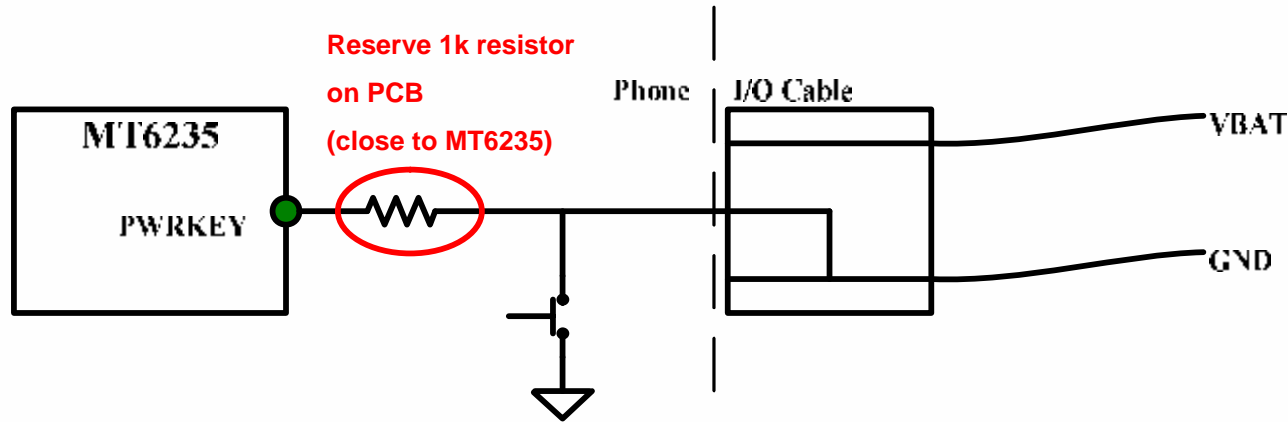 Reserve 1k resistor
on PCB
(close to MT6235)
Phone
I/O Cable
MT6235
PWRKEY
VBAT
GND